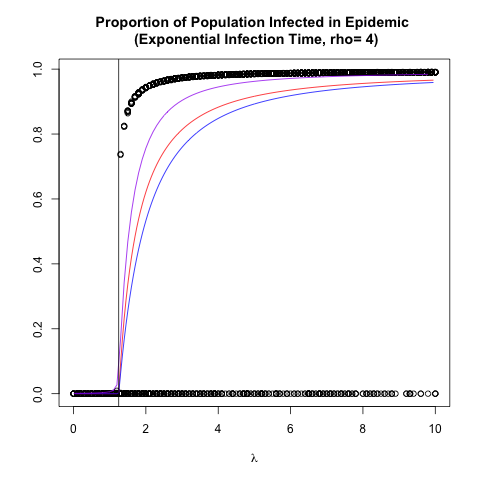 Proportion of Population Infected in Epidemic
(Exponential Infection Time, rho= 4)
1.0
0.8
0.6
0.4
0.2
0.0
0 2 4 6 8 10
λ